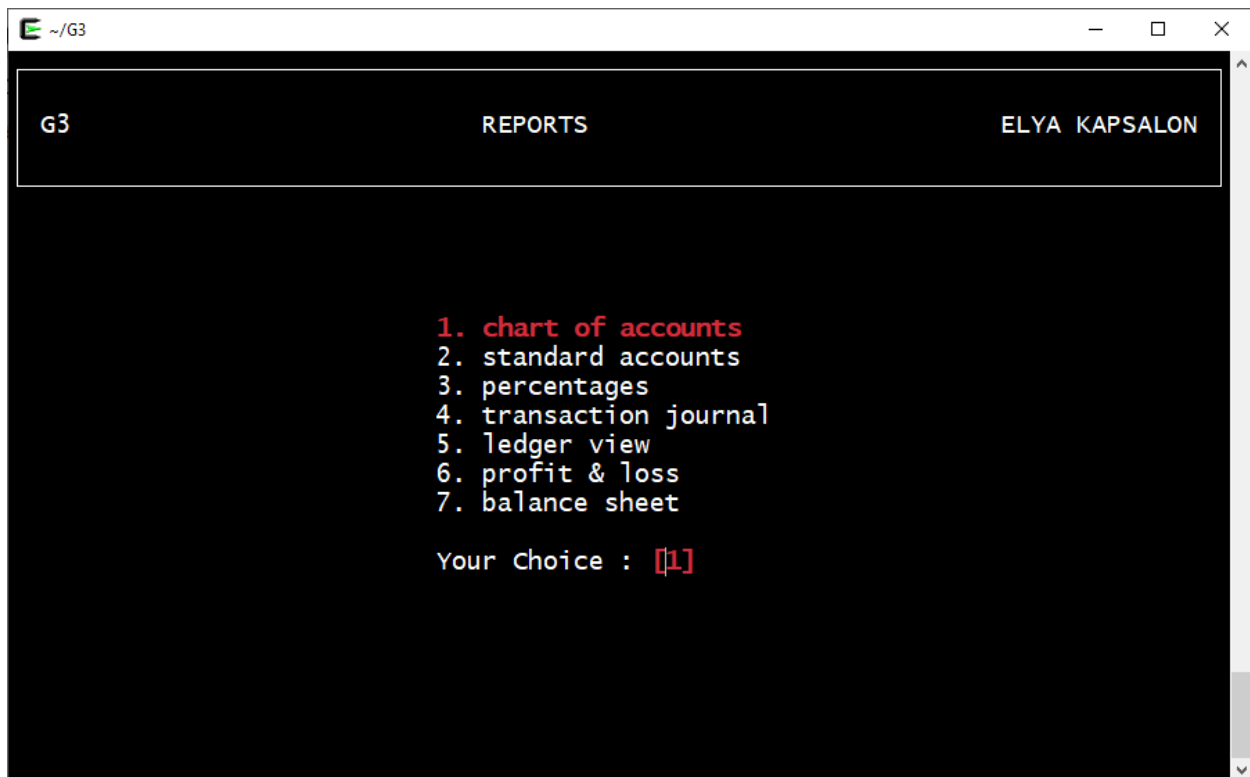 ~/G3
G3 REPORTS ELYA KAPSALON
1. chart of accounts
2. standard accounts
3. percentages
4. transaction journal
5. ledger view
6. profit & loss
7. balance sheet
Your Choice : [1]